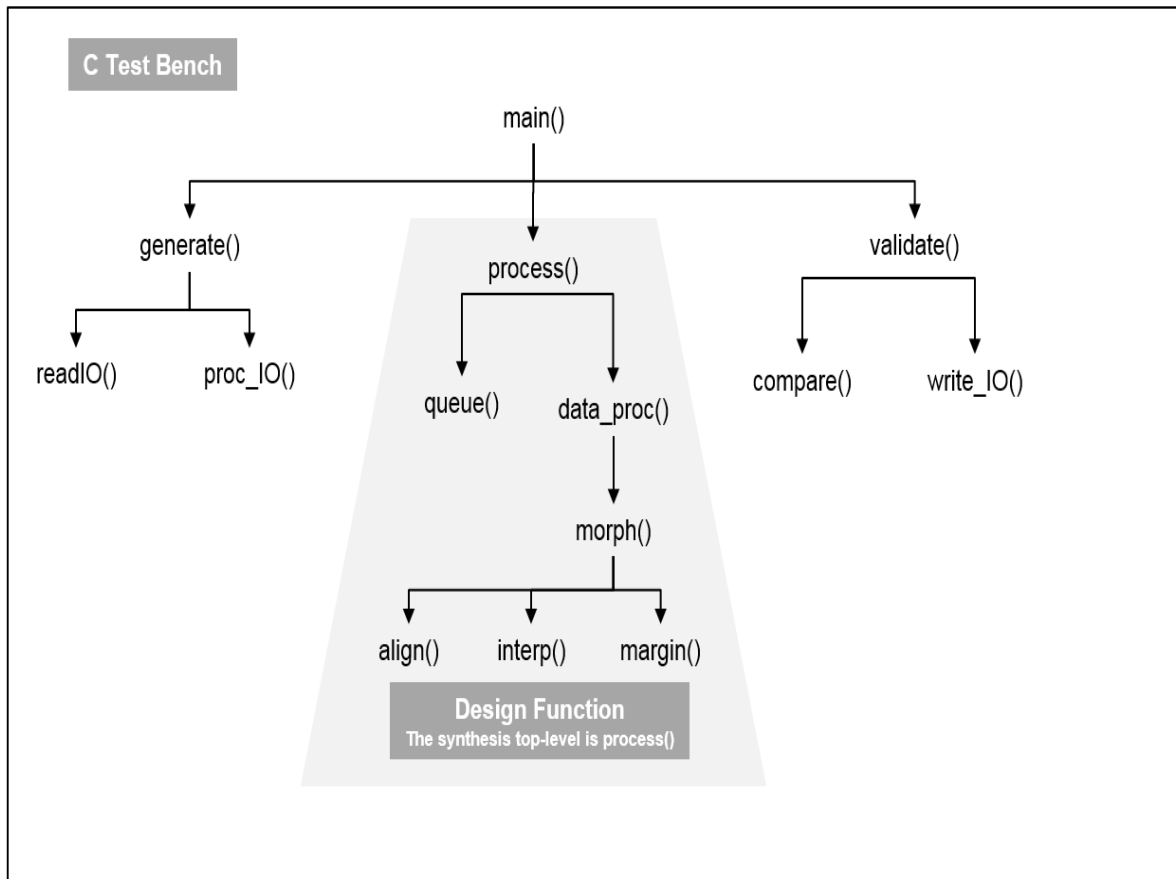 C Test Bench
main()
generate()
process()
validate()
readIO()
proc_IO()
queue()
data_proc()
compare()
write_IO()
morph()
align()
interp()
margin()
Design Function
The synthesis top-level is process()